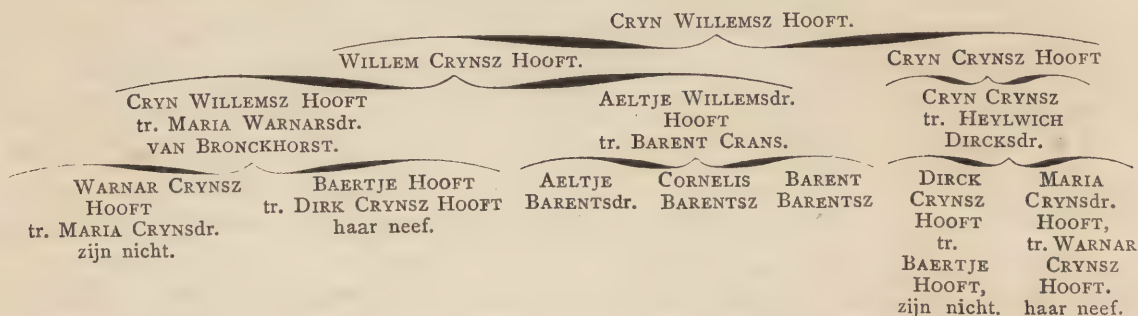 CRYN WILLEMSZ HOOFT.
WILLEM CRYNSZ HOOFT.
CRYN CRYNSZ HOOFT
CRYN WILLEMSZ HOOFT
tr. MARIA WARNARSdr.
VAN BRONCKHORST.
AELTJE WILLEMSdr.
HOOFT
tr. BARENT CRANS.
CRYN CRYNSZ
tr. HEYLWICH
DIRCKSdr.
WARNAR CRYNSZ
HOOFT
tr. MARIA CRYNSdr.
zijn nicht.
BAERTJE HOOFT
tr. DIRK CRYNSZ HOOFT
haar neef.
AELTJE
BARENTSdr.
CORNELIS
BARENTSZ
BARENT
BARENTSZ
DIRCK
CRYNSZ
HOOFT
tr.
BAERTJE
HOOFT,
zijn nicht.
MARIA
CRYNSdr.
HOOFT,
tr. WARNAR
CRYNSZ
HOOFT.
haar neef.